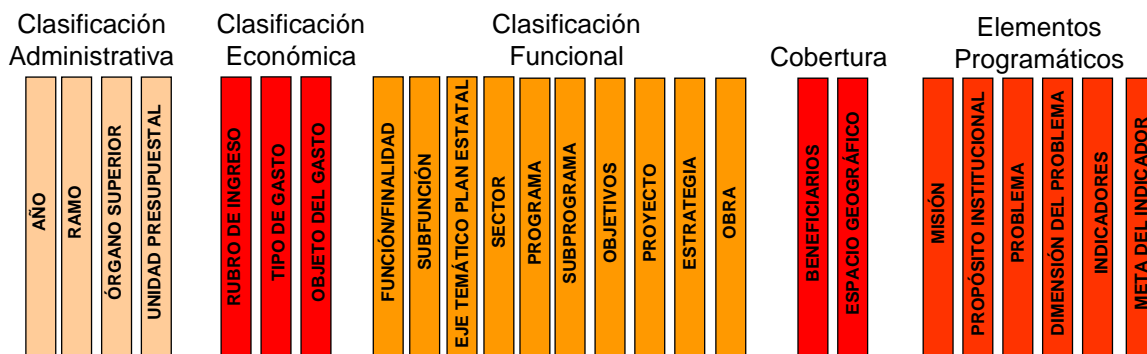 Clasificación
Administrativa
Clasificación
Económica
Clasificación
Funcional
Cobertura
Elementos
Programáticos
AÑO
RAMO
ÓRGANO SUPERIOR
UNIDAD PRESUPUESTAL
RUBRO DE INGRESO
TIPO DE GASTO
OBJETO DEL GASTO
FUNCIÓN/FINALIDAD
SUBFUNCIÓN
EJE TEMÁTICO PLAN ESTATAL
SECTOR
PROGRAMA
SUBPROGRAMA
OBJETIVOS
PROYECTO
ESTRATEGIA
OBRA
BENEFICIARIOS
ESPACIO GEOGRÁFICO
MISIÓN
PROPÓSITO INSTITUCIONAL
PROBLEMA
DIMENSIÓN DEL PROBLEMA
INDICADORES
META DEL INDICADOR